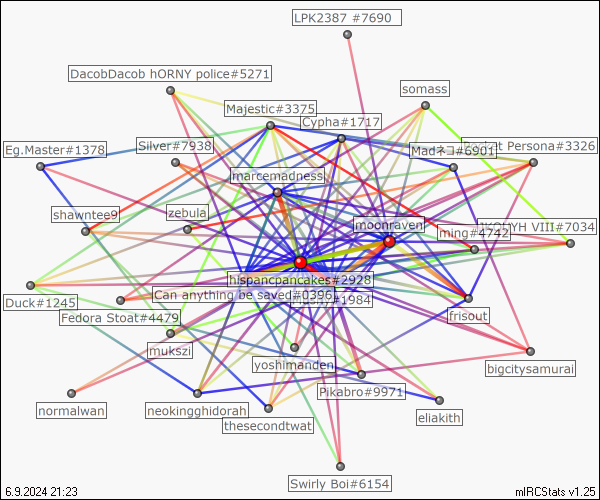 LPK2387 #7690
DacobDacob hORNY police#5271
somass
Majestic#3375
Cypha#1717
Eg.Master#1378
Silver#7938
Madネコ#6901
Persona#3326
marcemadness
shawntee9
zebula
moonraven
ming#4742
VIII#7034
hispancpancakes#2928
Can anything be saved#0396
#1984
Duck#1245
Fedora Stoat#4479
frisout
mukszi
yoshimanden
bigcitysamurai
Pikabro#9971
normalwan
neokingghidorah
eliakith
thesecondtwat
Swirly Boi#6154
6.9.2024 21:23
mIRCStats v1.25